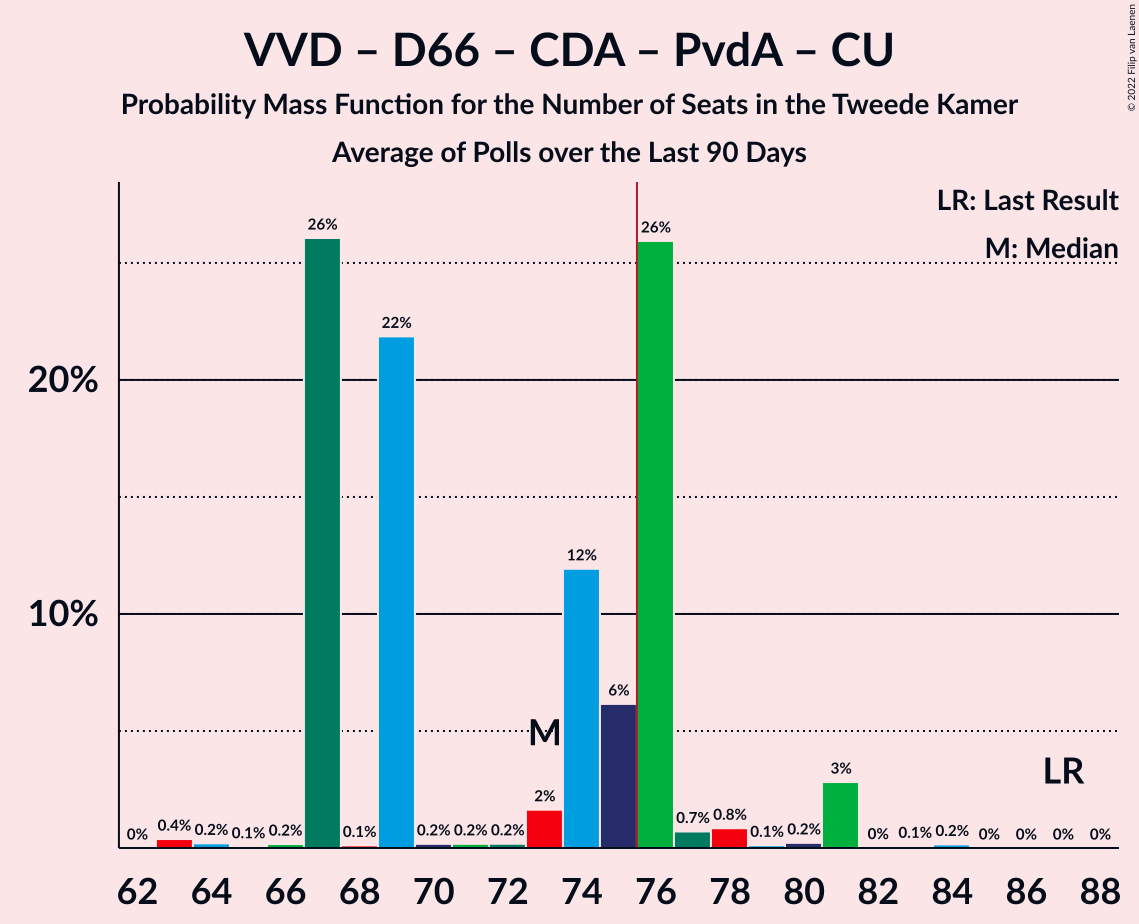 VVD – D66 – CDA – PvdA – CU
Probability Mass Function for the Number of Seats in the Tweede Kamer
Average of Polls over the Last 90 Days
© 2022 Filip van Laenen
LR: Last Result
M: Median
20%
10%
0% 0.4% 0.2% 0.1% 0.2% 26% 0.1% 22% 0.2% 0.2% 0.2% 2% 12% 6% 26% 0.7% 0.8% 0.1% 0.2% 3% 0% 0.1% 0.2% 0% 0% 0% 0%
M
LR
62 64 66 68 70 72 74 76 78 80 82 84 86 88